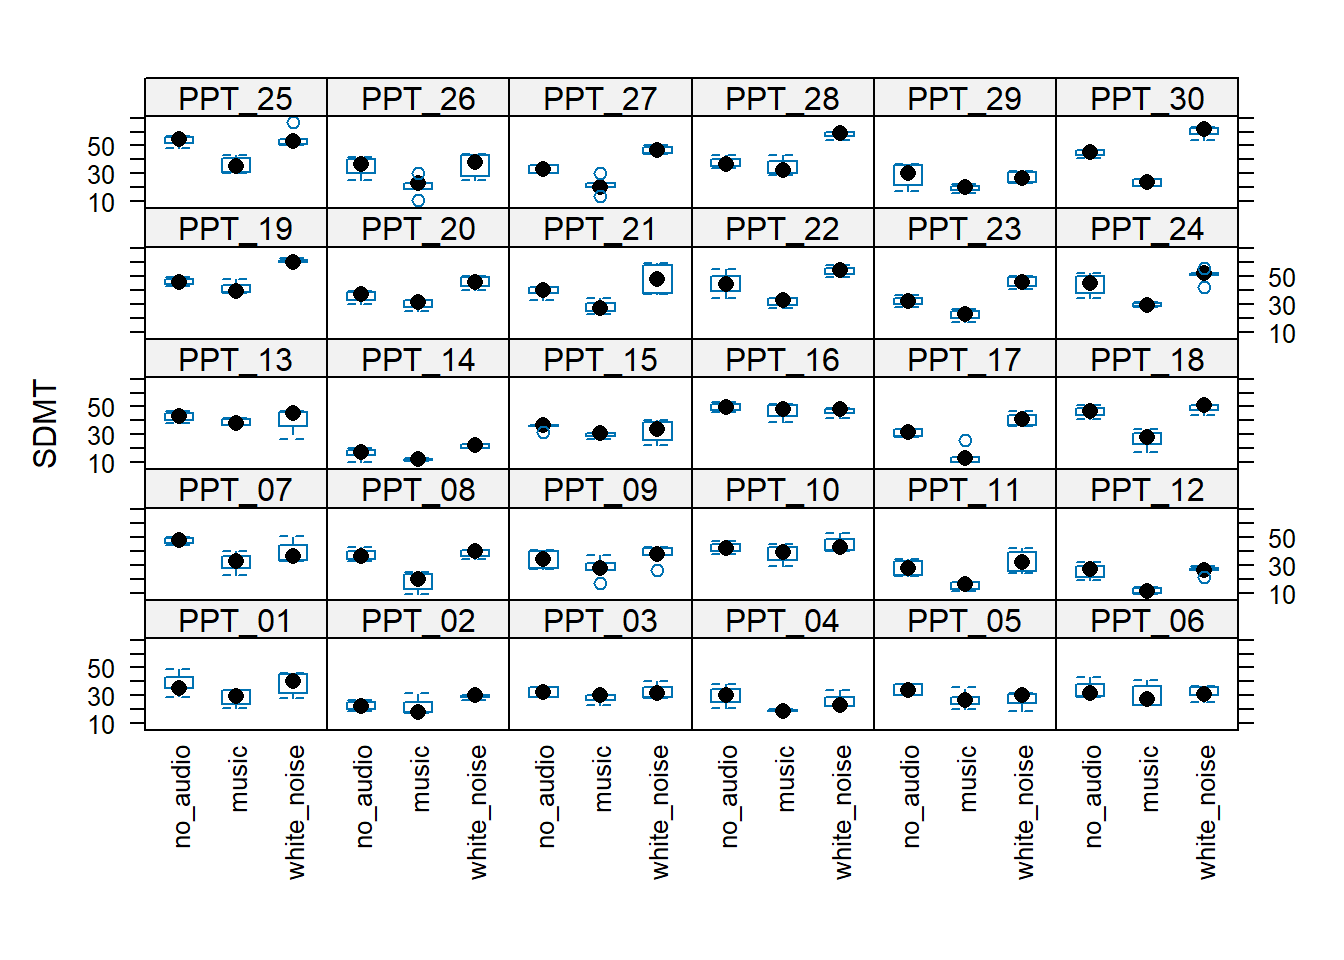 PPT_25 PPT_26 PPT_27 PPT_28 PPT_29 PPT_30
50
30
10
PPT_19 PPT_20 PPT_21 PPT_22 PPT_23 PPT_24
50
30
10
PPT_13 PPT_14 PPT_15 PPT_16 PPT_17 PPT_18
50
30
10
SDMT
PPT_07 PPT_08 PPT_09 PPT_10 PPT_11 PPT_12
50
30
10
PPT_01 PPT_02 PPT_03 PPT_04 PPT_05 PPT_06
50
30
10
no_audio music white_noise no_audio music white_noise no_audio music white_noise no_audio music white_noise no_audio music white_noise no_audio music white_noise